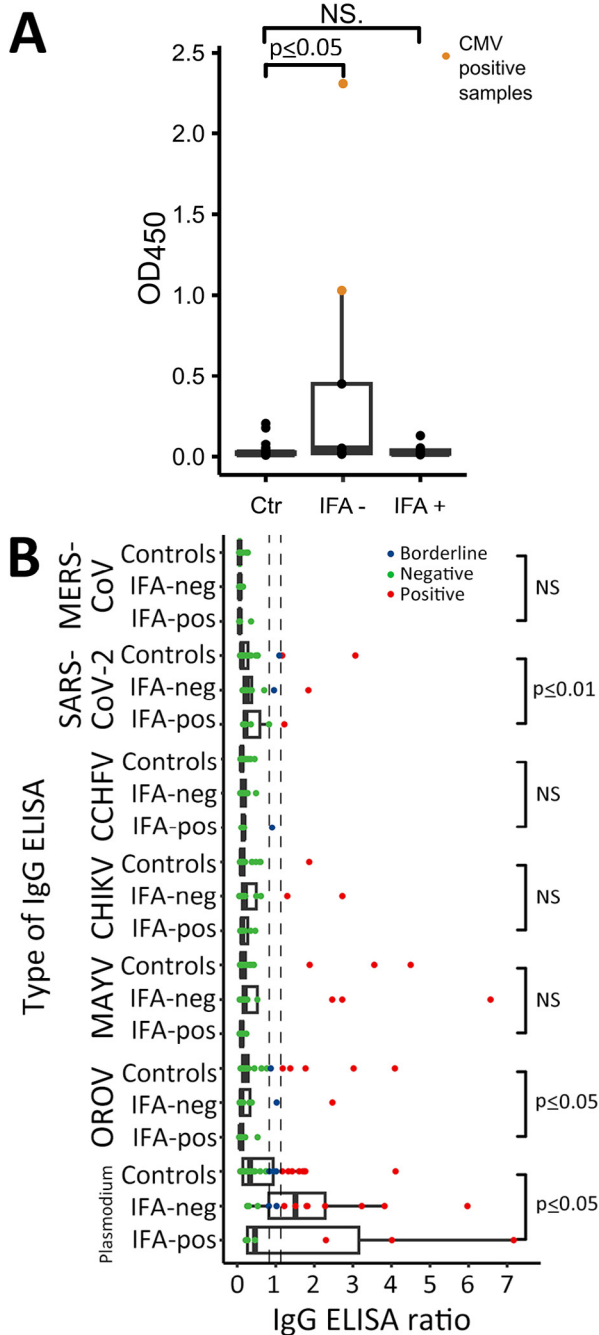 A
NS.
p≤0.05
CMV
positive
samples
OD450
2.5
2.0
1.5
1.0
0.5
0.0
Ctr IFA - IFA +
B
Borderline
Negative
Positive
Type of IgG ELISA
MERS-
CoV
Controls
IFA-neg
IFA-pos
NS
SARS-
CoV-2
Controls
IFA-neg
IFA-pos
p≤0.01
CCHFV
Controls
IFA-neg
IFA-pos
NS
CHIKV
Controls
IFA-neg
IFA-pos
NS
MAYV
Controls
IFA-neg
IFA-pos
NS
OROV
Controls
IFA-neg
IFA-pos
p≤0.05
Plasmodium
Controls
IFA-neg
IFA-pos
p≤0.05
0 1 2 3 4 5 6 7
IgG ELISA ratio